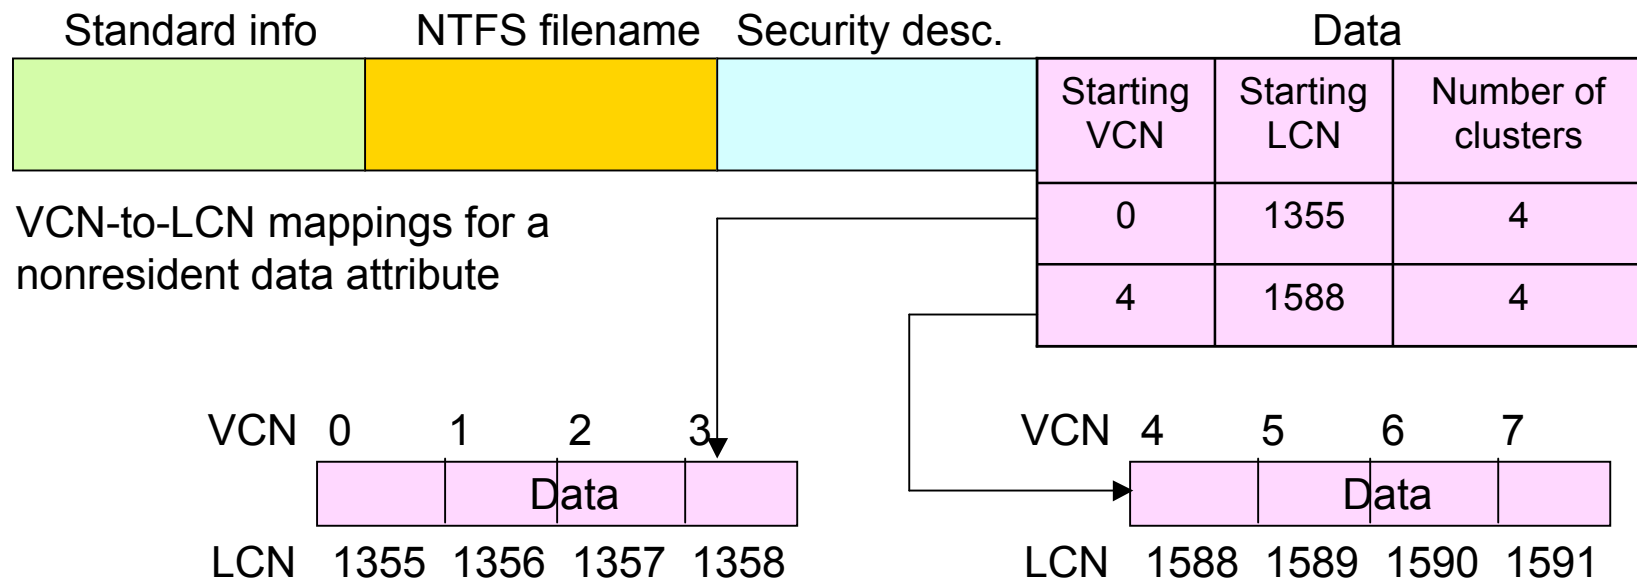 Standard info NTFS filename Security desc. Data
Starting VCN Starting LCN Number of clusters
0 1355 4
4 1588 4
VCN-to-LCN mappings for a
nonresident data attribute
VCN 0 1 2 3
Data
LCN 1355 1356 1357 1358
VCN 4 5 6 7
Data
LCN 1588 1589 1590 1591